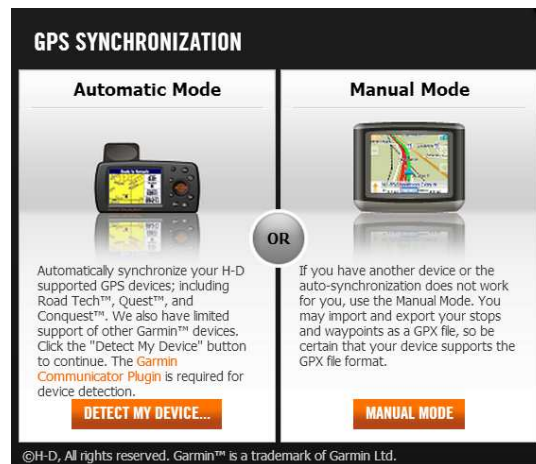 GPS SYNCHRONIZATION
Automatic Mode
Automatically synchronize your H-D
supported GPS devices; including
Road Tech™, Quest™, and
Conquest™. We also have limited
support of other Garmin™ devices.
Click the "Detect My Device" button
to continue. The Garmin
Communicator Plugin is required for
device detection.
DETECT MY DEVICE...
OR
Manual Mode
If you have another device or the
auto-synchronization does not work
for you, use the Manual Mode. You
may import and export your stops
and waypoints as a GPX file, so be
certain that your device supports the
GPX file format.
MANUAL MODE
©H-D, All rights reserved. Garmin™ is a trademark of Garmin Ltd.